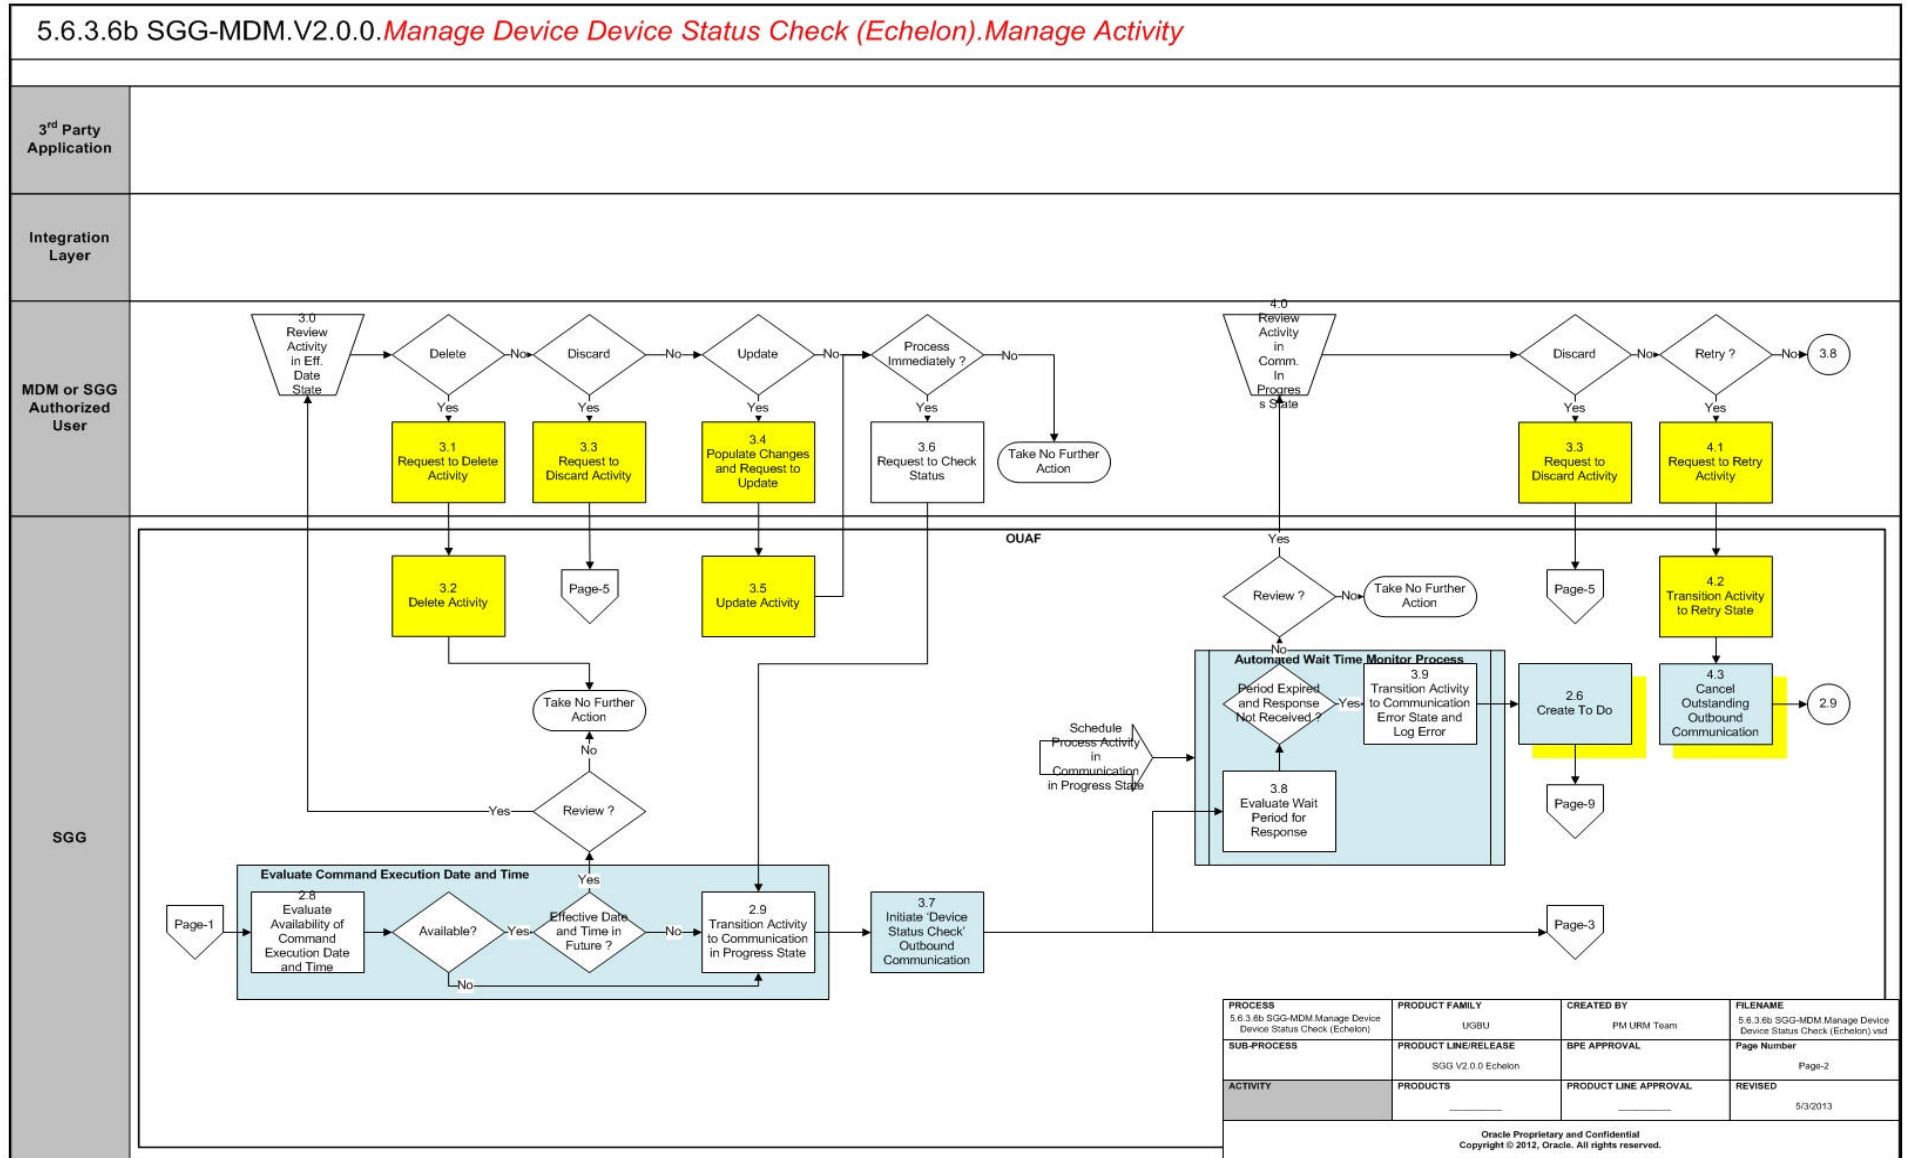 5.6.3.6b SGG-MDM.V2.0.0.Manage Device Device Status Check (Echelon).Manage Activity
3rd Party
Application
Integration
Layer
MDM or SGG
Authorized
User
3.0
Review
Activity
in Eff.
Date
State
Delete
No
Discard
No
Update
No
Process
Immediately ?
No
Yes
Yes
Yes
Yes
3.1
Request to Delete
Activity
3.3
Request to
Discard Activity
3.4
Populate Changes
and Request to
Update
3.6
Request to Check
Status
Take No Further
Action
4.0
Review
Activity
in
Comm.
In
Progres
s State
Discard
No
Retry ?
No
3.8
Yes
Yes
3.3
Request to
Discard Activity
4.1
Request to Retry
Activity
SGG
OUAF
3.2
Delete Activity
Page-5
3.5
Update Activity
Take No Further
Action
No
Yes
Review ?
Yes
Evaluate Command Execution Date and Time
Page-1
2.8
Evaluate
Availability of
Command
Execution Date
and Time
Available?
Yes
Effective Date
and Time in
Future ?
No
No
2.9
Transition Activity
to Communication
in Progress State
3.7
Initiate ‘Device
Status Check’
Outbound
Communication
Yes
Review ?
No
Take No Further
Action
No
Automated Wait Time Monitor Process
Period Expired
and Response
Not Received ?
Yes
3.9
Transition Activity
to Communication
Error State and
Log Error
Schedule
Process Activity
in
Communication
in Progress State
3.8
Evaluate Wait
Period for
Response
Page-5
4.2
Transition Activity
to Retry State
2.6
Create To Do
4.3
Cancel
Outstanding
Outbound
Communication
2.9
Page-9
Page-3
PROCESS
5.6.3.6b SGG-MDM.Manage Device
Device Status Check (Echelon)
PRODUCT FAMILY
UGBU
CREATED BY
PM URM Team
FILENAME
5.6.3.6b SGG-MDM.Manage Device
Device Status Check (Echelon).vsd
SUB-PROCESS
PRODUCT LINE/RELEASE
SGG V2.0.0 Echelon
BPE APPROVAL
Page Number
Page-2
ACTIVITY
PRODUCTS
PRODUCT LINE APPROVAL
REVISED
5/3/2013
Oracle Proprietary and Confidential
Copyright © 2012, Oracle. All rights reserved.